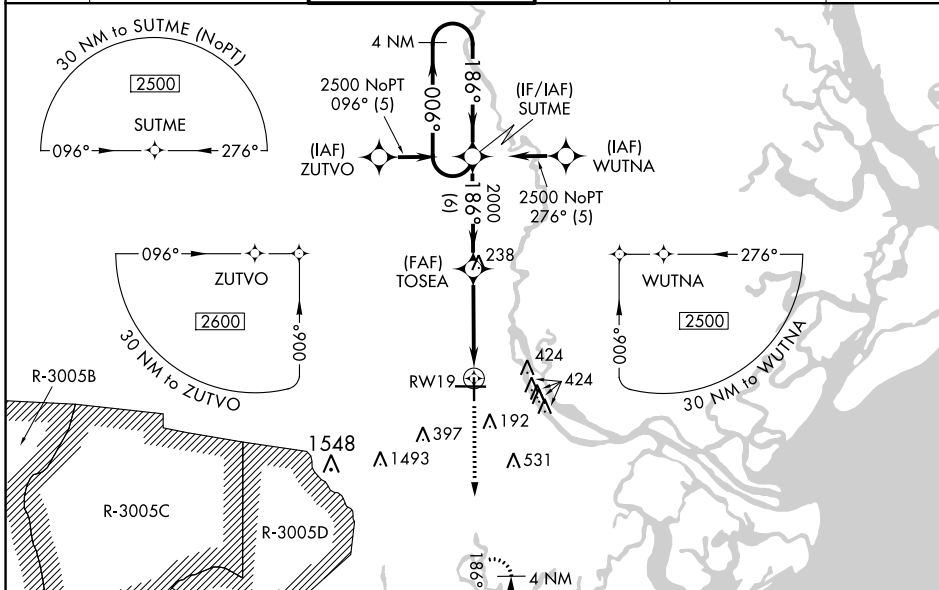 30 NM to SUTME (NoPT)
2500
SUTME
096°
276°
4 NM
2500 NoPT
096° (5)
006°
186°
(IF/IAF)
SUTME
(IAF)
ZUTVO
(IAF)
WUTNA
2500 NoPT
276° (5)
2000
186°
(6)
096°
ZUTVO
2600
006°
30 NM to ZUTVO
(FAF)
TOSEA
238
276°
WUTNA
2500
006°
30 NM to WUTNA
R-3005B
RW19
424
424
192
397
1548
1493
531
R-3005C
R-3005D
186°
4 NM